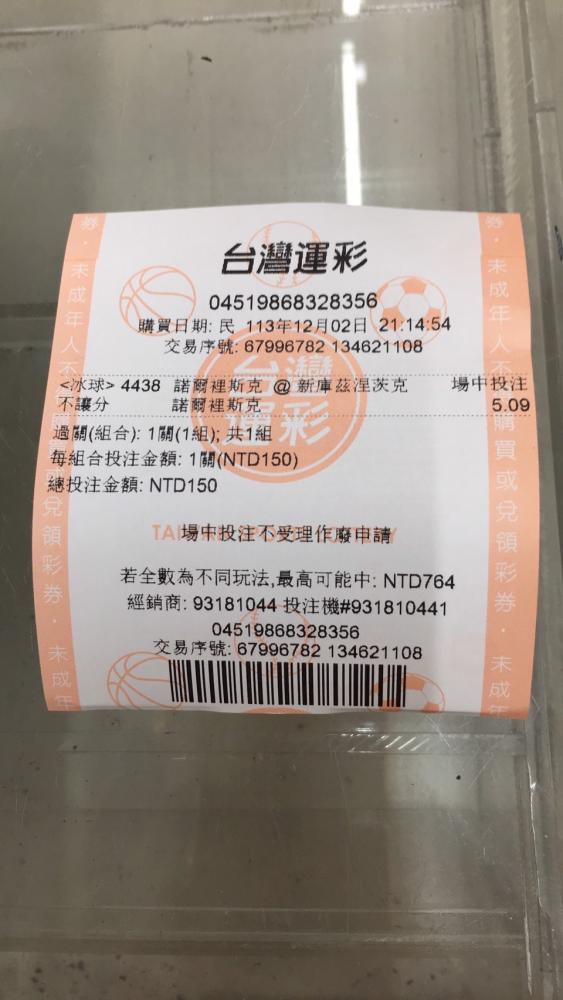 台灣運彩
04519868328356
購買日期: 民 113年12月02日 21:14:54
交易序號: 67996782 134621108
<冰球> 4438 諾爾裡斯克 @ 新庫茲涅茨克 場中投注
不讓分 諾爾裡斯克 5.09
過關(組合): 1關(1組); 共1組
每組合投注金額: 1關(NTD150)
總投注金額: NTD150
場中投注不受理作廢申請
若全數為不同玩法,最高可能中: NTD764
經銷商: 93181044 投注機#931810441
04519868328356
交易序號: 67996782 134621108
券・未成年人不
購買或兌領彩券・未成年